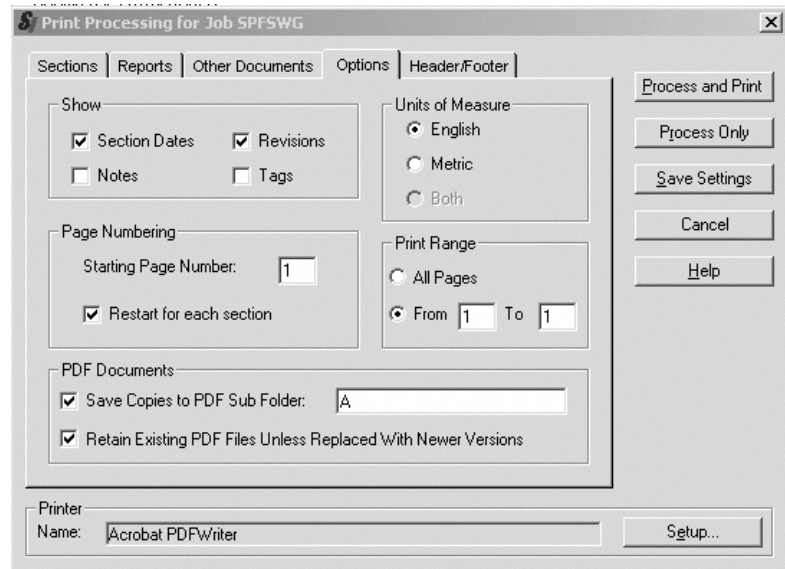 Print Processing for Job SPFSWG
Sections Reports Other Documents Options Header/Footer
Show
Section Dates Revisions
Notes Tags
Units of Measure
English
Metric
Both
Page Numbering
Starting Page Number: 1
Restart for each section
Print Range
All Pages
From 1 To 1
PDF Documents
Save Copies to PDF Sub Folder: A
Retain Existing PDF Files Unless Replaced With Newer Versions
Process and Print
Process Only
Save Settings
Cancel
Help
Printer
Name: Acrobat PDFWriter Setup...